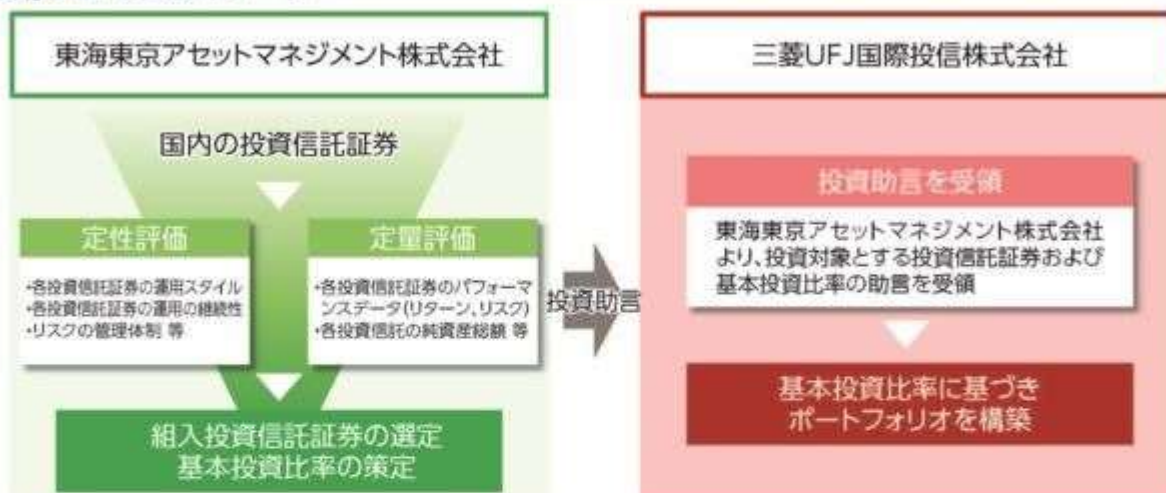 東海東京アセットマネジメント株式会社
国内の投資信託証券
定性評価
・各投資信託証券の運用スタイル
・各投資信託証券の運用の継続性
・リスクの管理体制 等
定量評価
・各投資信託証券のパフォーマ
ンスデータ(リターン、リスク)
・各投資信託の純資産総額 等
組入投資信託証券の選定
基本投資比率の策定
投資助言
三菱UFJ国際投信株式会社
投資助言を受領
東海東京アセットマネジメント株式会社
より、投資対象とする投資信託証券および
基本投資比率の助言を受領
基本投資比率に基づき
ポートフォリオを構築